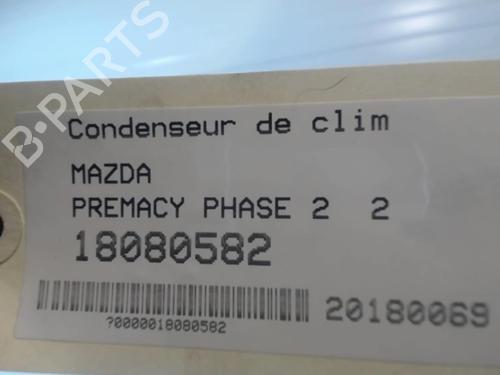 B-PARTS
Condenseur de clim
MAZDA
PREMACY PHASE 2 2
18080582
20180069
?0000018080582